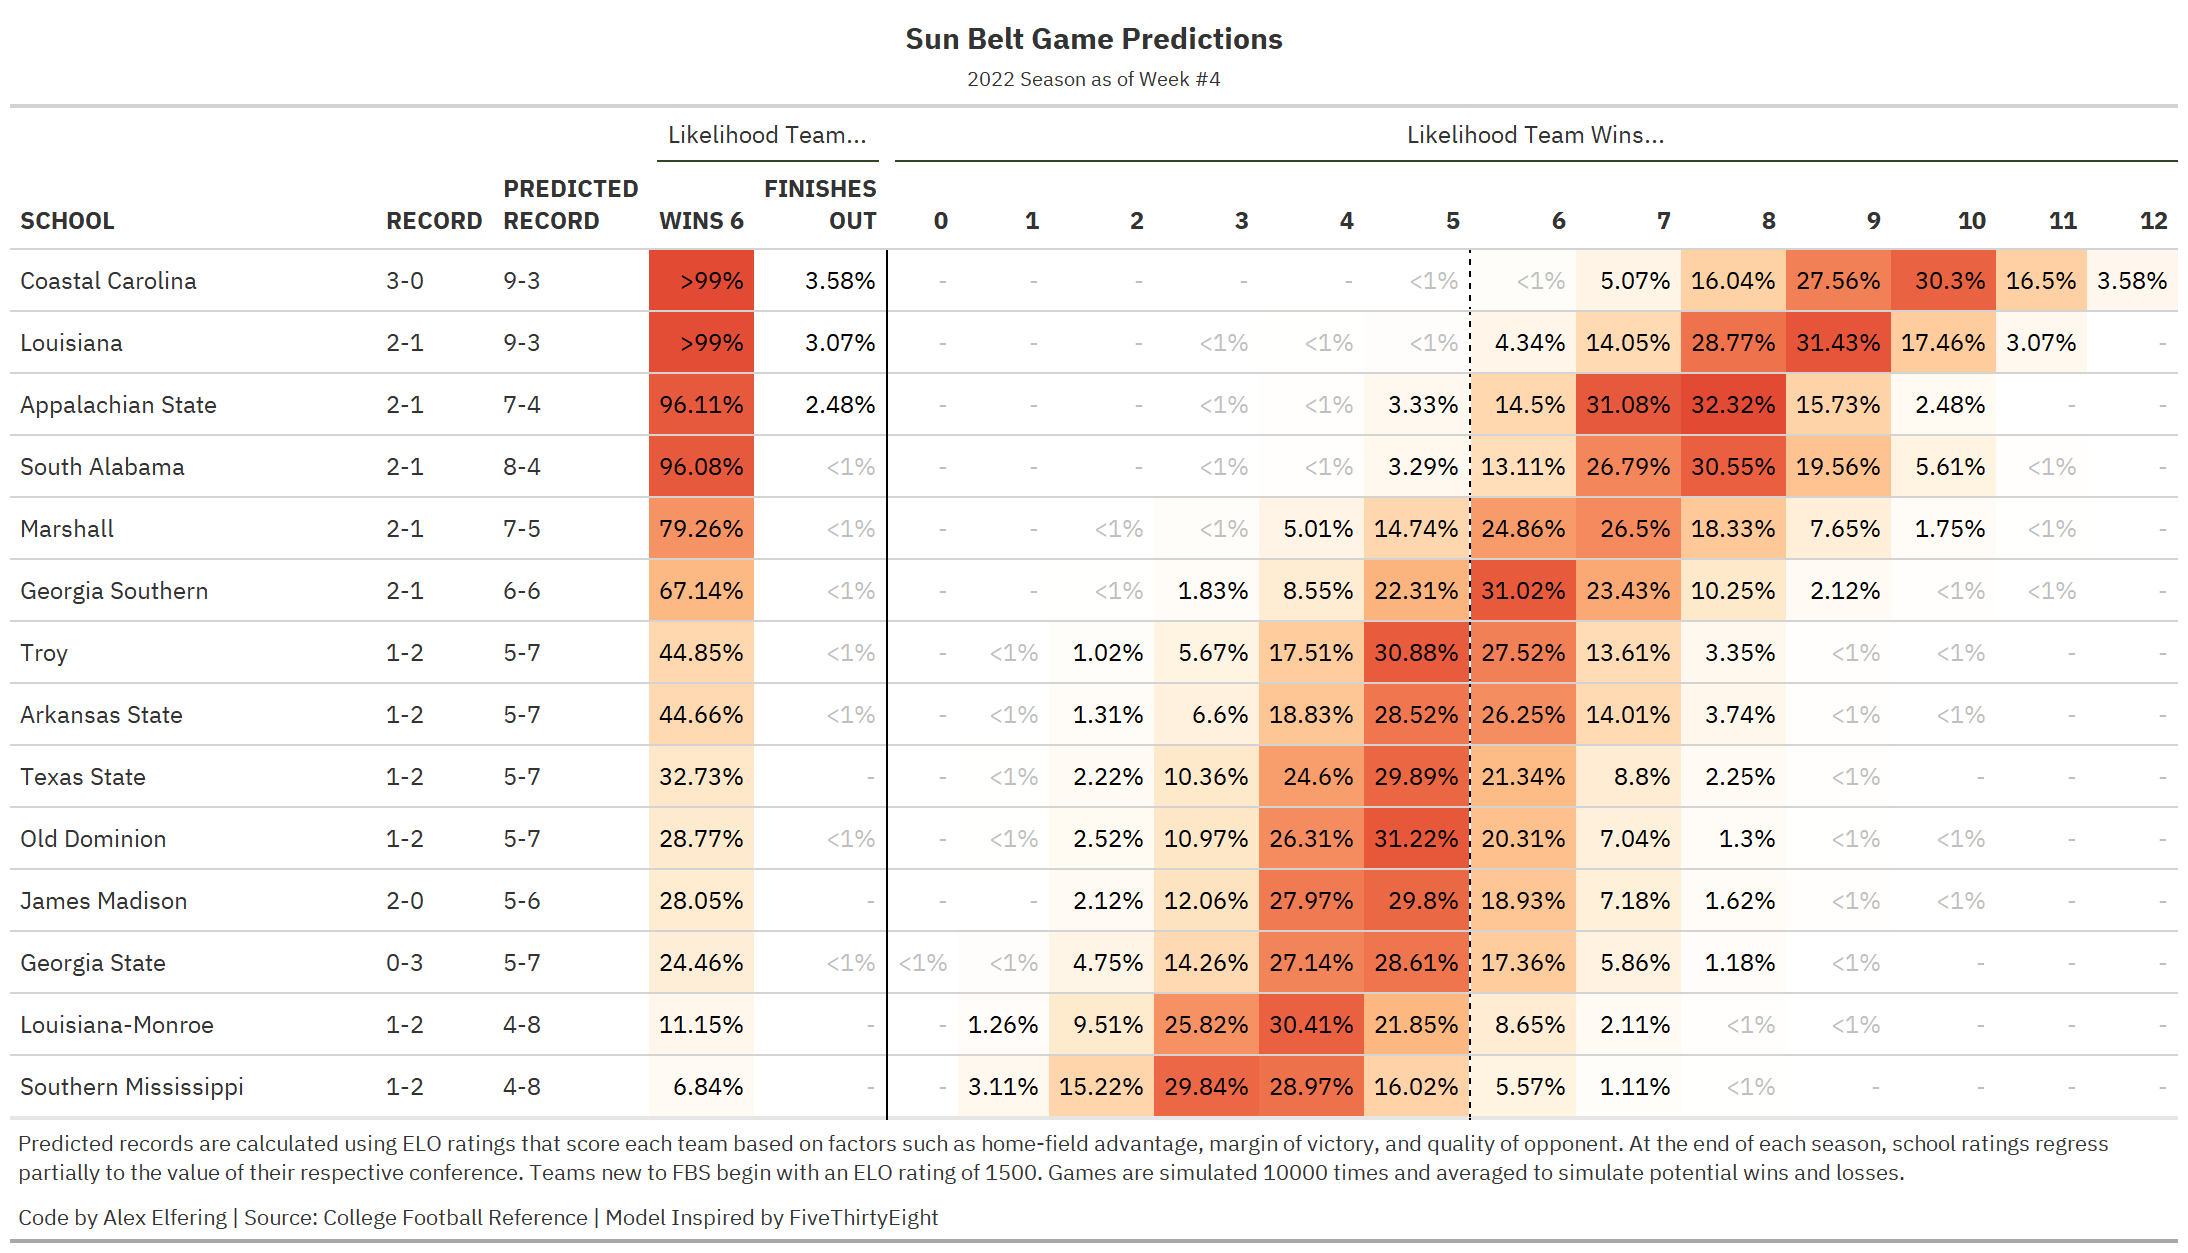 Sun Belt Game Predictions
2022 Season as of Week #4
Likelihood Team... Likelihood Team Wins...
SCHOOL RECORD PREDICTED RECORD WINS 6 FINISHES OUT 0 1 2 3 4 5 6 7 8 9 10 11 12
Coastal Carolina 3-0 9-3 >99% 3.58% - - - - - <1% <1% 5.07% 16.04% 27.56% 30.3% 16.5% 3.58%
Louisiana 2-1 9-3 >99% 3.07% - - - <1% <1% <1% 4.34% 14.05% 28.77% 31.43% 17.46% 3.07% -
Appalachian State 2-1 7-4 96.11% 2.48% - - - <1% <1% 3.33% 14.5% 31.08% 32.32% 15.73% 2.48% - -
South Alabama 2-1 8-4 96.08% <1% - - - <1% <1% 3.29% 13.11% 26.79% 30.55% 19.56% 5.61% <1% -
Marshall 2-1 7-5 79.26% <1% - - <1% <1% 5.01% 14.74% 24.86% 26.5% 18.33% 7.65% 1.75% <1% -
Georgia Southern 2-1 6-6 67.14% <1% - - <1% 1.83% 8.55% 22.31% 31.02% 23.43% 10.25% 2.12% <1% <1% -
Troy 1-2 5-7 44.85% <1% - <1% 1.02% 5.67% 17.51% 30.88% 27.52% 13.61% 3.35% <1% <1% - -
Arkansas State 1-2 5-7 44.66% <1% - <1% 1.31% 6.6% 18.83% 28.52% 26.25% 14.01% 3.74% <1% <1% - -
Texas State 1-2 5-7 32.73% - - <1% 2.22% 10.36% 24.6% 29.89% 21.34% 8.8% 2.25% <1% - - -
Old Dominion 1-2 5-7 28.77% <1% - <1% 2.52% 10.97% 26.31% 31.22% 20.31% 7.04% 1.3% <1% <1% - -
James Madison 2-0 5-6 28.05% - - - 2.12% 12.06% 27.97% 29.8% 18.93% 7.18% 1.62% <1% <1% - -
Georgia State 0-3 5-7 24.46% <1% <1% <1% 4.75% 14.26% 27.14% 28.61% 17.36% 5.86% 1.18% <1% - - -
Louisiana-Monroe 1-2 4-8 11.15% - - 1.26% 9.51% 25.82% 30.41% 21.85% 8.65% 2.11% <1% <1% - - -
Southern Mississippi 1-2 4-8 6.84% - - 3.11% 15.22% 29.84% 28.97% 16.02% 5.57% 1.11% <1% - - - -
Predicted records are calculated using ELO ratings that score each team based on factors such as home-field advantage, margin of victory, and quality of opponent. At the end of each season, school ratings regress
partially to the value of their respective conference. Teams new to FBS begin with an ELO rating of 1500. Games are simulated 10000 times and averaged to simulate potential wins and losses.
Code by Alex Elfering | Source: College Football Reference | Model Inspired by FiveThirtyEight